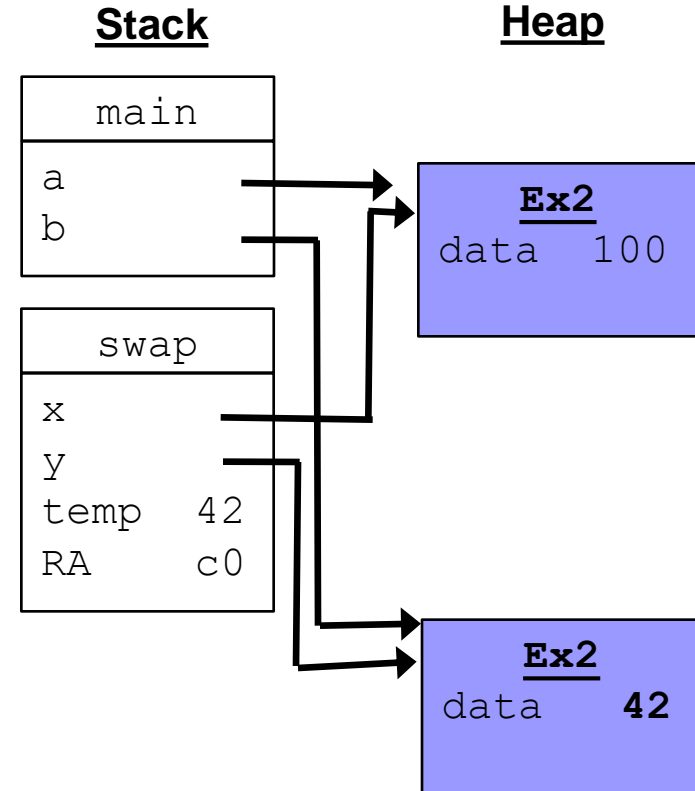 Stack
Heap
main
a
b
Ex2
data 100
swap
x
y
temp 42
RA c0
Ex2
data 42